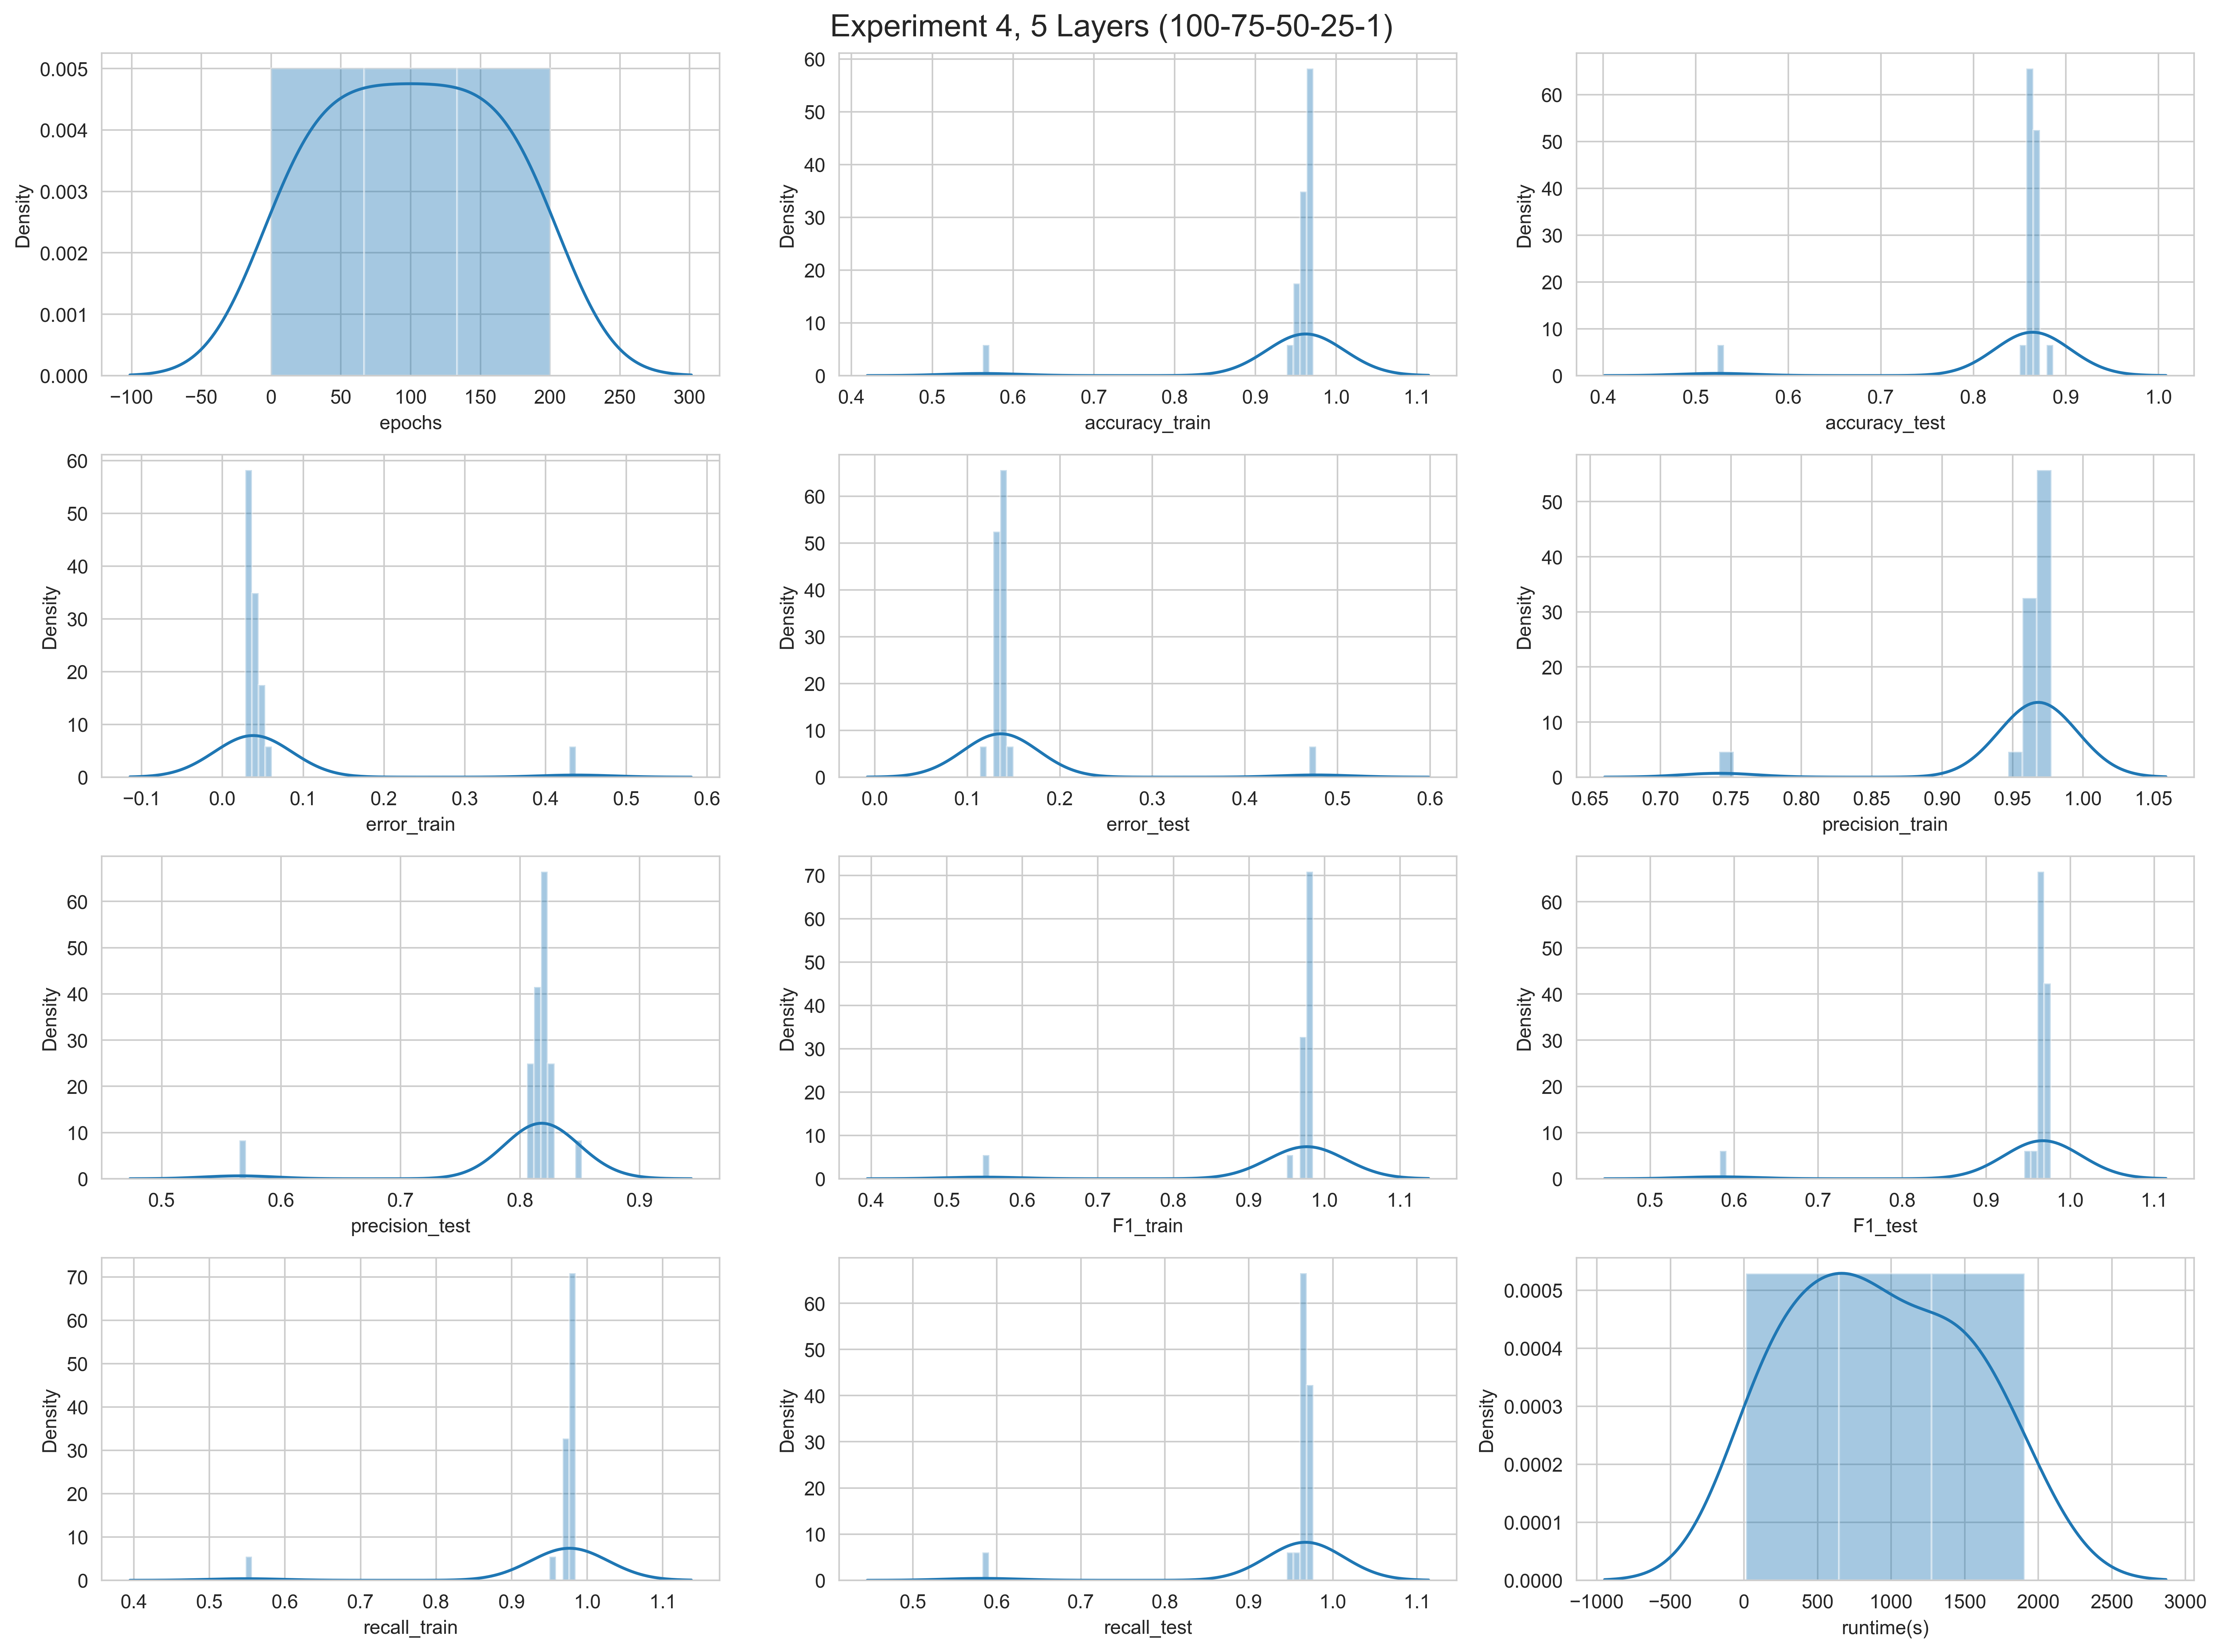 Experiment 4, 5 Layers (100-75-50-25-1)
Density
0.005
0.004
0.003
0.002
0.001
0.000
−100 −50 0 50 100 150 200 250 300
epochs
Density
60
50
40
30
20
10
0
0.4 0.5 0.6 0.7 0.8 0.9 1.0 1.1
accuracy_train
Density
60
50
40
30
20
10
0
0.4 0.5 0.6 0.7 0.8 0.9 1.0
accuracy_test
Density
60
50
40
30
20
10
0
−0.1 0.0 0.1 0.2 0.3 0.4 0.5 0.6
error_train
Density
60
50
40
30
20
10
0
0.0 0.1 0.2 0.3 0.4 0.5 0.6
error_test
Density
50
40
30
20
10
0
0.65 0.70 0.75 0.80 0.85 0.90 0.95 1.00 1.05
precision_train
Density
60
50
40
30
20
10
0
0.5 0.6 0.7 0.8 0.9
precision_test
Density
70
60
50
40
30
20
10
0
0.4 0.5 0.6 0.7 0.8 0.9 1.0 1.1
F1_train
Density
60
50
40
30
20
10
0
0.5 0.6 0.7 0.8 0.9 1.0 1.1
F1_test
Density
70
60
50
40
30
20
10
0
0.4 0.5 0.6 0.7 0.8 0.9 1.0 1.1
recall_train
Density
60
50
40
30
20
10
0
0.5 0.6 0.7 0.8 0.9 1.0 1.1
recall_test
Density
0.0005
0.0004
0.0003
0.0002
0.0001
0.0000
−1000 −500 0 500 1000 1500 2000 2500 3000
runtime(s)